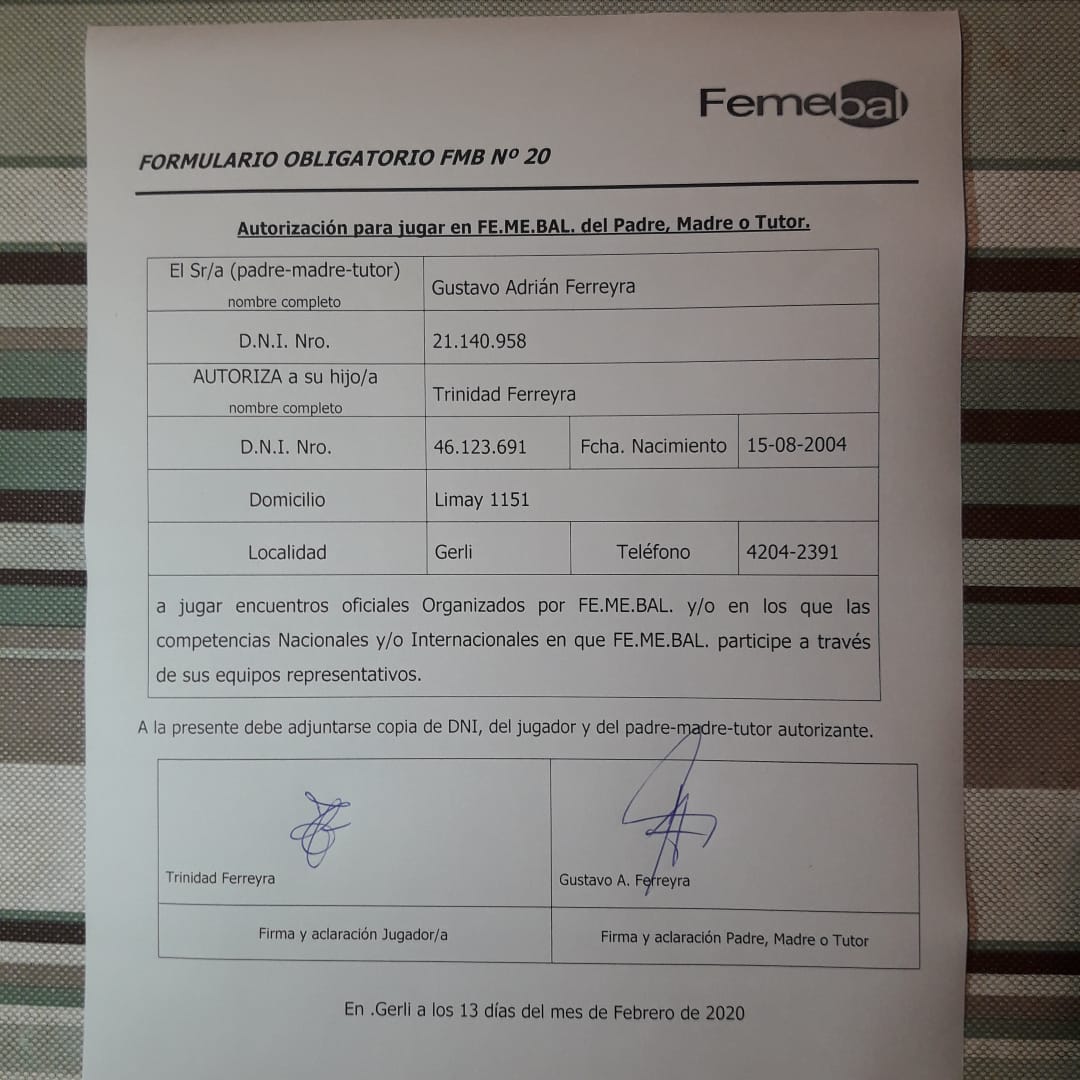 Femebal
FORMULARIO OBLIGATORIO FMB Nº 20
Autorización para jugar en FE.ME.BAL. del Padre, Madre o Tutor.
El Sr/a (padre-madre-tutor)
nombre completo
Gustavo Adrián Ferreyra
D.N.I. Nro.
21.140.958
AUTORIZA a su hijo/a
nombre completo
Trinidad Ferreyra
D.N.I. Nro.
46.123.691
Fcha. Nacimiento
15-08-2004
Domicilio
Limay 1151
Localidad
Gerli
Teléfono
4204-2391
a jugar encuentros oficiales Organizados por FE.ME.BAL. y/o en los que las
competencias Nacionales y/o Internacionales en que FE.ME.BAL. participe a través
de sus equipos representativos.
A la presente debe adjuntarse copia de DNI, del jugador y del padre-madre-tutor autorizante.
Trinidad Ferreyra
Gustavo A. Ferreyra
Firma y aclaración Jugador/a
Firma y aclaración Padre, Madre o Tutor
En .Gerli a los 13 días del mes de Febrero de 2020